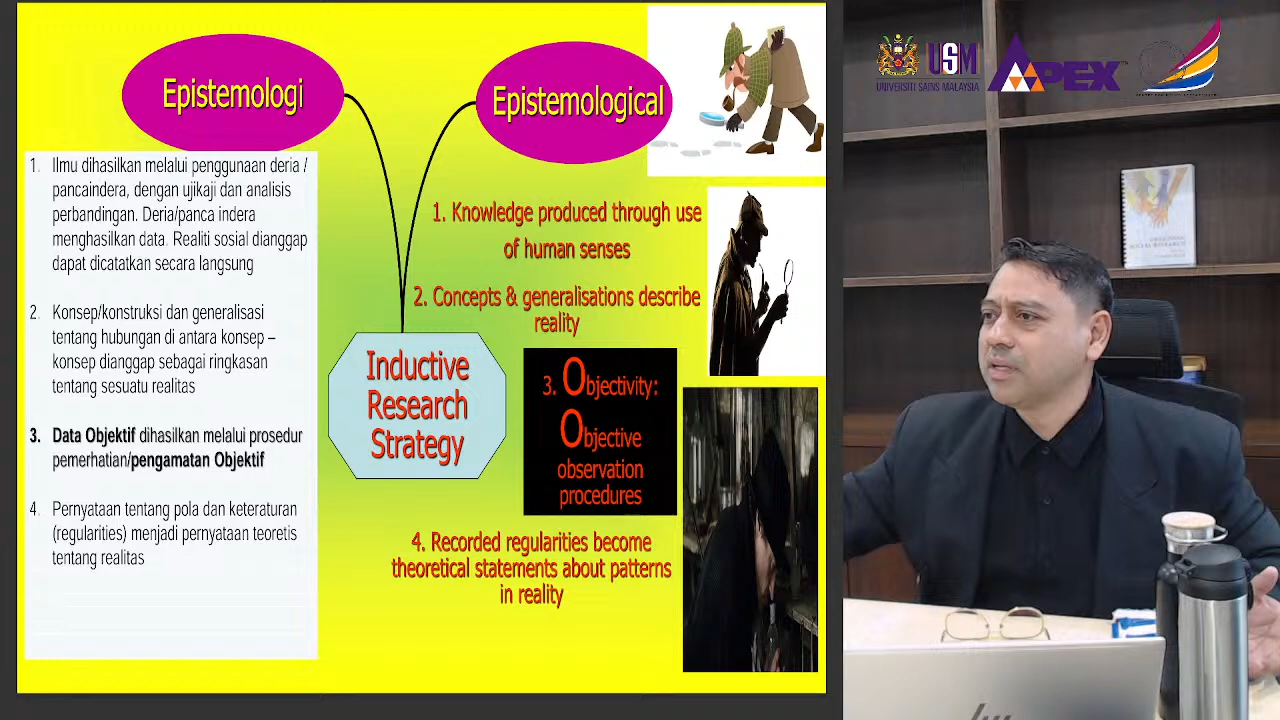 Epistemologi
1. Ilmu dihasilkan melalui penggunaan deria /
pancaindera, dengan ujikaji dan analisis
perbandingan. Deria/panca indera
menghasilkan data. Realiti sosial dianggap
dapat dicatatkan secara langsung
2. Konsep/konstruksi dan generalisasi
tentang hubungan di antara konsep –
konsep dianggap sebagai ringkasan
tentang sesuatu realitas
3. Data Objektif dihasilkan melalui prosedur
pemerhatian/pengamatan Objektif
4. Pernyataan tentang pola dan keteraturan
(regularities) menjadi pernyataan teoretis
tentang realitas
Inductive
Research
Strategy
Epistemological
1. Knowledge produced through use
of human senses
2. Concepts & generalisations describe
reality
3. Objectivity:
Objective
observation
procedures
4. Recorded regularities become
theoretical statements about patterns
in reality
USM
UNIVERSITI SAINS MALAYSIA
APEX
SOCIAL RESEARCH
hp